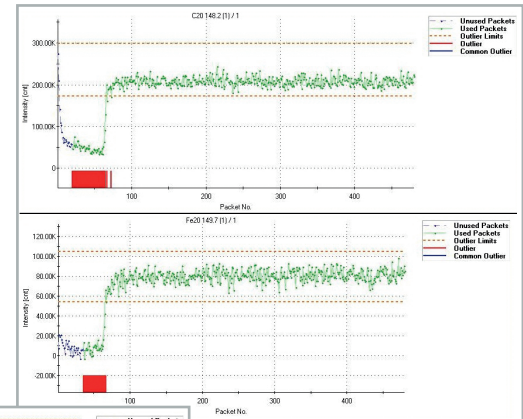 C20 148.2 (1) / 1
Unused Packets
Used Packets
Outlier Limits
Outlier
Common Outlier
300.00K
200.00K
100.00K
0
Intensity [cnt]
100
200
300
400
Packet No.
Fe20 149.7 (1) / 1
Unused Packets
Used Packets
Outlier Limits
Outlier
Common Outlier
120.00K
100.00K
80.00K
60.00K
40.00K
20.00K
0
-20.00K
Intensity [cnt]
100
200
300
400
Packet No.